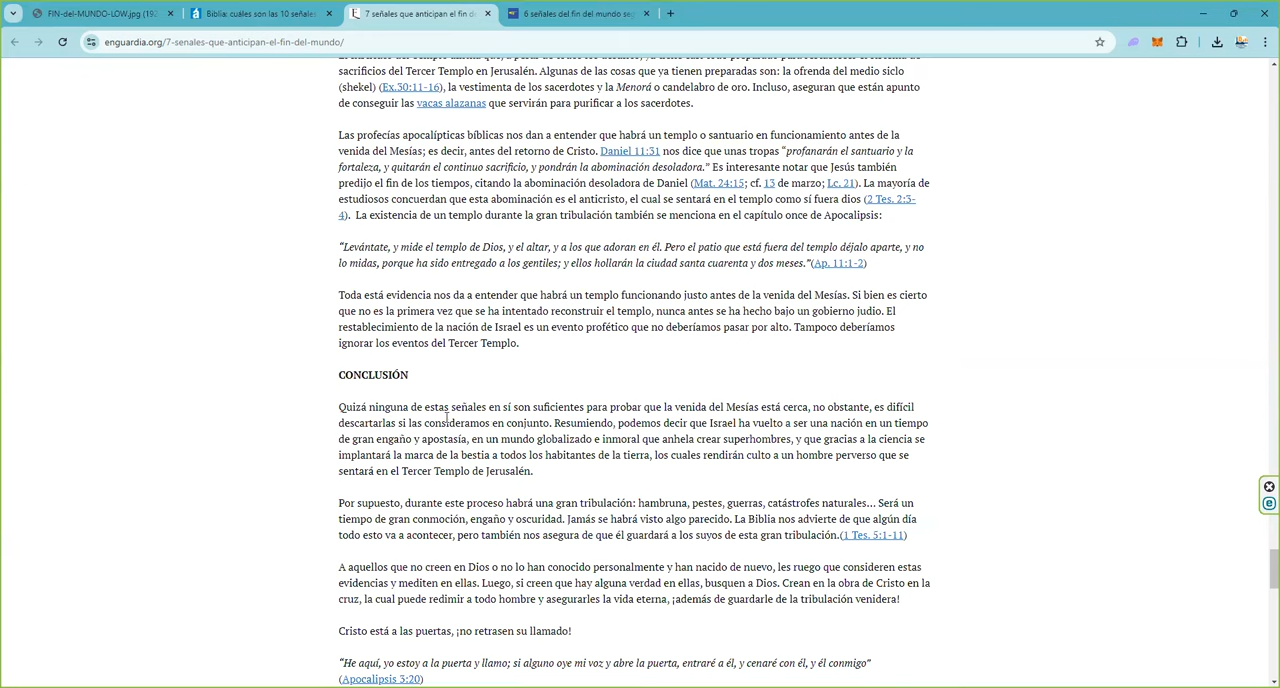 FIN-del-MUNDO-LOW.jpg (192
Biblia: cuáles son las 10 señales
7 señales que anticipan el fin de
6 señales del fin del mundo seg
enguardia.org/7-senales-que-anticipan-el-fin-del-mundo/
sacrificios del Tercer Templo en Jerusalén. Algunas de las cosas que ya tienen preparadas son: la ofrenda del medio siclo
(shekel) (Ex.30:11-16), la vestimenta de los sacerdotes y la Menorá o candelabro de oro. Incluso, aseguran que están apunto
de conseguir las vacas alazanas que servirán para purificar a los sacerdotes.
Las profecías apocalípticas bíblicas nos dan a entender que habrá un templo o santuario en funcionamiento antes de la
venida del Mesías; es decir, antes del retorno de Cristo. Daniel 11:31 nos dice que unas tropas “profanarán el santuario y la
fortaleza, y quitarán el continuo sacrificio, y pondrán la abominación desoladora.” Es interesante notar que Jesús también
predijo el fin de los tiempos, citando la abominación desoladora de Daniel (Mat. 24:15; cf. 13 de marzo; Lc. 21). La mayoría de
estudiosos concuerdan que esta abominación es el anticristo, el cual se sentará en el templo como sí fuera dios (2 Tes. 2:3-
4). La existencia de un templo durante la gran tribulación también se menciona en el capítulo once de Apocalipsis:
“Levántate, y mide el templo de Dios, y el altar, y a los que adoran en él. Pero el patio que está fuera del templo déjalo aparte, y no
lo midas, porque ha sido entregado a los gentiles; y ellos hollarán la ciudad santa cuarenta y dos meses.”(Ap. 11:1-2)
Toda está evidencia nos da a entender que habrá un templo funcionando justo antes de la venida del Mesías. Si bien es cierto
que no es la primera vez que se ha intentado reconstruir el templo, nunca antes se ha hecho bajo un gobierno judío. El
restablecimiento de la nación de Israel es un evento profético que no deberíamos pasar por alto. Tampoco deberíamos
ignorar los eventos del Tercer Templo.
CONCLUSIÓN
Quizá ninguna de estas señales en sí son suficientes para probar que la venida del Mesías está cerca, no obstante, es difícil
descartarlas si las consideramos en conjunto. Resumiendo, podemos decir que Israel ha vuelto a ser una nación en un tiempo
de gran engaño y apostasía, en un mundo globalizado e inmoral que anhela crear superhombres, y que gracias a la ciencia se
implantará la marca de la bestia a todos los habitantes de la tierra, los cuales rendirán culto a un hombre perverso que se
sentará en el Tercer Templo de Jerusalén.
Por supuesto, durante este proceso habrá una gran tribulación: hambruna, pestes, guerras, catástrofes naturales… Será un
tiempo de gran conmoción, engaño y oscuridad. Jamás se habrá visto algo parecido. La Biblia nos advierte de que algún día
todo esto va a acontecer, pero también nos asegura de que él guardará a los suyos de esta gran tribulación.(1 Tes. 5:1-11)
A aquellos que no creen en Dios o no lo han conocido personalmente y han nacido de nuevo, les ruego que consideren estas
evidencias y mediten en ellas. Luego, si creen que hay alguna verdad en ellas, busquen a Dios. Crean en la obra de Cristo en la
cruz, la cual puede redimir a todo hombre y asegurarles la vida eterna, ¡además de guardarle de la tribulación venidera!
Cristo está a las puertas, ¡no retrasen su llamado!
“He aquí, yo estoy a la puerta y llamo; si alguno oye mi voz y abre la puerta, entraré a él, y cenaré con él, y él conmigo”
(Apocalipsis 3:20)